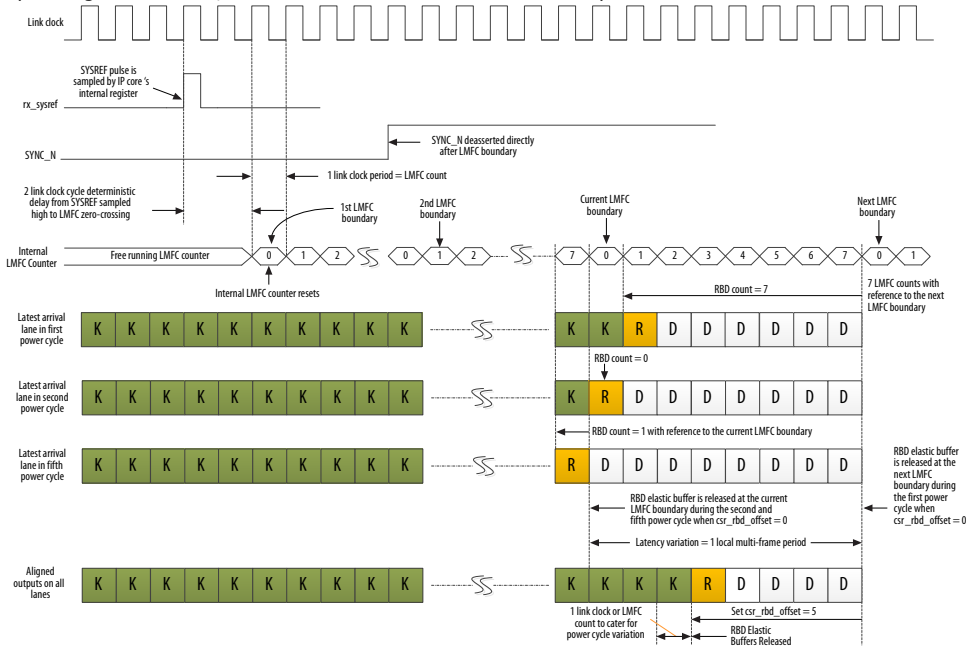 Link clock
SYSREF pulse is
sampled by IP core 's
internal register
rx_sysref
SYNC_N
SYNC_N deasserted directly
after LMFC boundary
1 link clock period = LMFC count
2 link clock cycle deterministic
delay from SYSREF sampled
high to LMFC zero-crossing
1st LMFC
boundary
2nd LMFC
boundary
Current LMFC
boundary
Next LMFC
boundary
Internal
LMFC Counter
Free running LMFC counter
0 1 2 0 1 2 7 0 1 2 3 4 5 6 7 0 1
Internal LMFC counter resets
RBD count = 7
7 LMFC counts with
reference to the next
LMFC boundary
Latest arrival
lane in first
power cycle
K K K K K K K K K K K K R D D D D D D
RBD count = 0
Latest arrival
lane in second
power cycle
K K K K K K K K K K K R D D D D D D D
RBD count = 1 with reference to the current LMFC boundary
Latest arrival
lane in fifth
power cycle
K K K K K K K K K K R D D D D D D D D
RBD elastic buffer is released at the current
LMFC boundary during the second and
fifth power cycle when csr_rbd_offset = 0
RBD elastic buffer
is released at the
next LMFC
boundary during
the first power
cycle when
csr_rbd_offset = 0
Latency variation = 1 local multi-frame period
Aligned
outputs on all
lanes
K K K K K K K K K K K K K K R D D D D
1 link clock or LMFC
count to cater for
power cycle variation
Set csr_rbd_offset = 5
RBD Elastic
Buffers Released